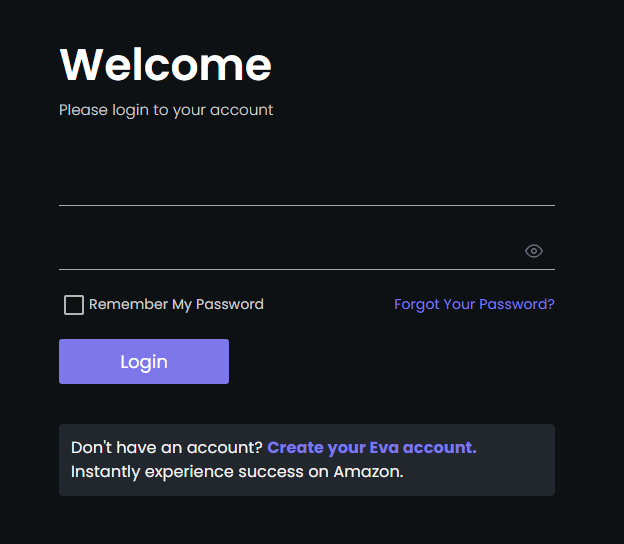 Welcome
Please login to your account
Remember My Password
Forgot Your Password?
Login
Don't have an account? Create your Eva account.
Instantly experience success on Amazon.